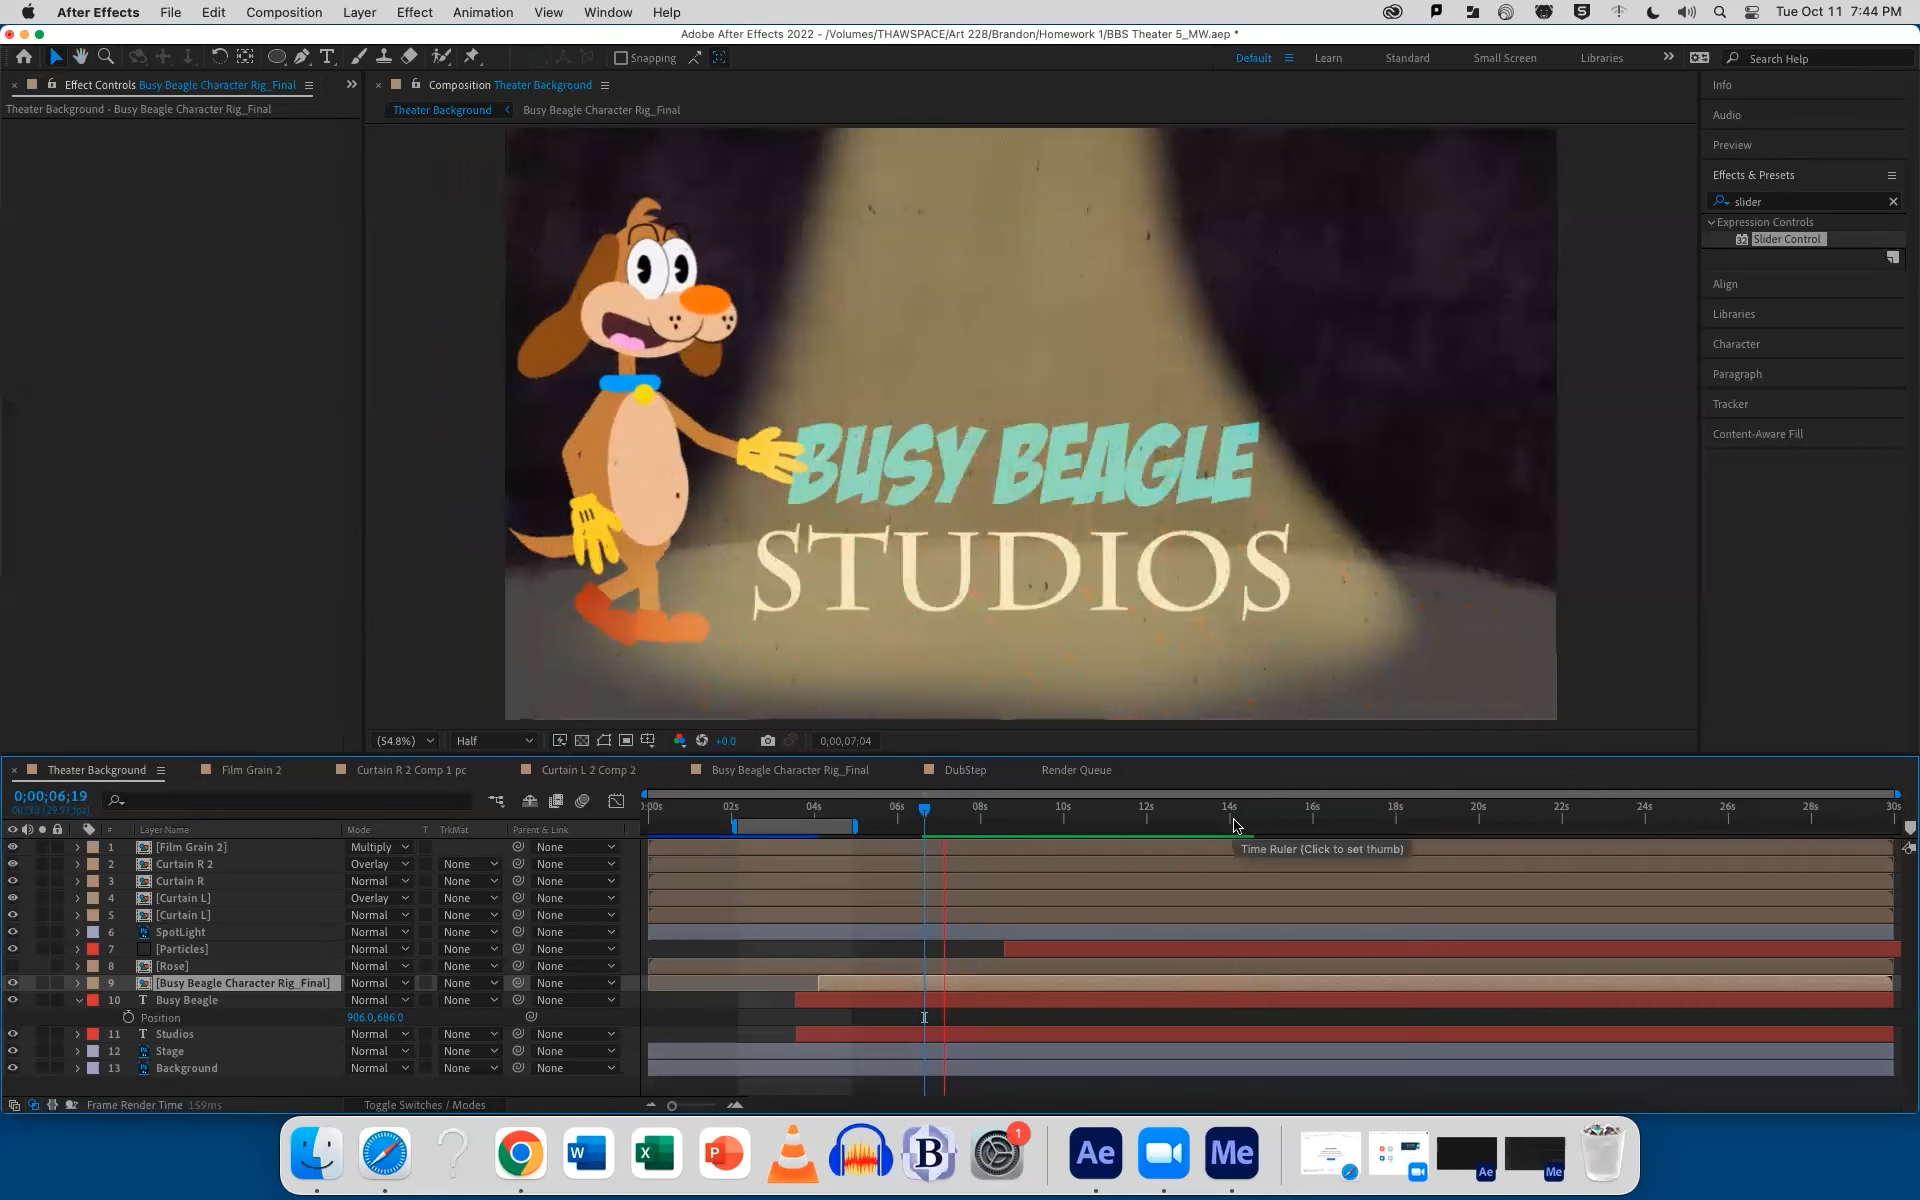 After Effects File Edit Composition Layer Effect Animation View Window Help Tue Oct 11 7:44 PM
Adobe After Effects 2022 - /Volumes/THAWSPACE/Art 228/Brandon/Homework 1/BBS Theater 5_MW.aep *
Snapping Default Learn Standard Small Screen Libraries Search Help
Effect Controls Busy Beagle Character Rig_Final
Composition Theater Background
Theater Background - Busy Beagle Character Rig_Final
Theater Background Busy Beagle Character Rig_Final
Info
Audio
Preview
Effects & Presets
slider
Expression Controls
32 Slider Control
Align
Libraries
Character
Paragraph
Tracker
Content-Aware Fill
BUSY BEAGLE
STUDIOS
(54.8%) Half +0.0 0;00;07;04
Theater Background Film Grain 2 Curtain R 2 Comp 1 pc Curtain L 2 Comp 2 Busy Beagle Character Rig_Final DubStep Render Queue
0;00;06;19
02s 04s 06s 08s 10s 12s 14s 16s 18s 20s 22s 24s 26s 28s 30s
# Layer Name Mode T TrkMat Parent & Link
1 [Film Grain 2] Multiply None
Time Ruler (Click to set thumb)
2 Curtain R 2 Overlay None None
3 Curtain R Normal None None
4 [Curtain L] Overlay None None
5 [Curtain L] Normal None None
6 SpotLight Normal None None
7 [Particles] Normal None None
8 [Rose] Normal None None
9 [Busy Beagle Character Rig_Final] Normal None None
10 T Busy Beagle Normal None None
Position 906.0,686.0
11 T Studios Normal None None
12 Stage Normal None None
13 Background Normal None None
Frame Render Time 159ms Toggle Switches / Modes
W X P B 1 Ae Me Ae Me